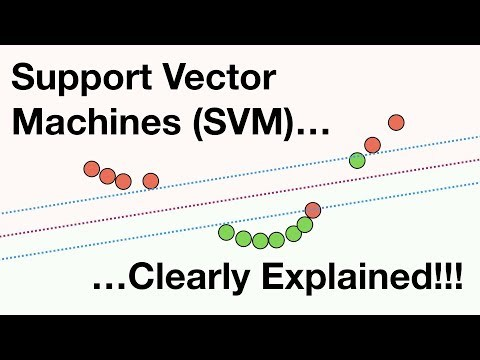 Support Vector
Machines (SVM)...
...Clearly Explained!!!